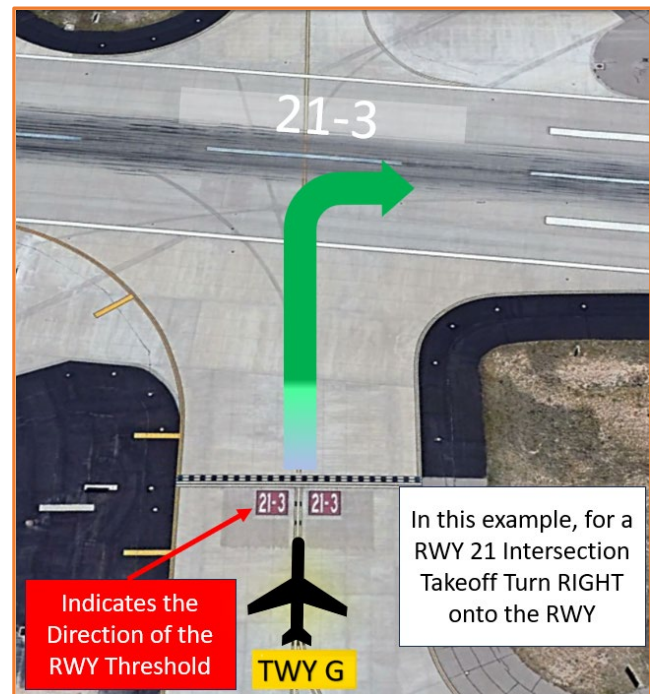 21-3
21-3 21-3
In this example, for a
RWY 21 Intersection
Takeoff Turn RIGHT
onto the RWY
Indicates the
Direction of the
RWY Threshold
TWY G